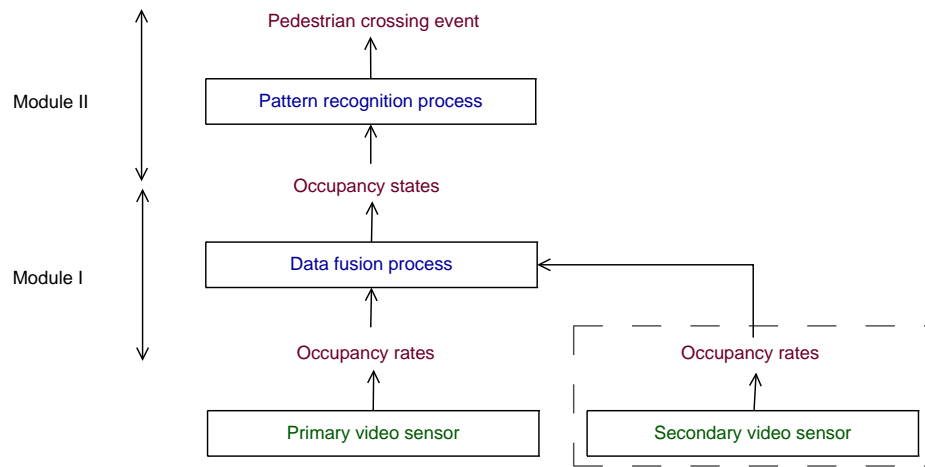 Pedestrian crossing event
Module II
Pattern recognition process
Occupancy states
Data fusion process
Module I
Occupancy rates
Occupancy rates
Primary video sensor
Secondary video sensor